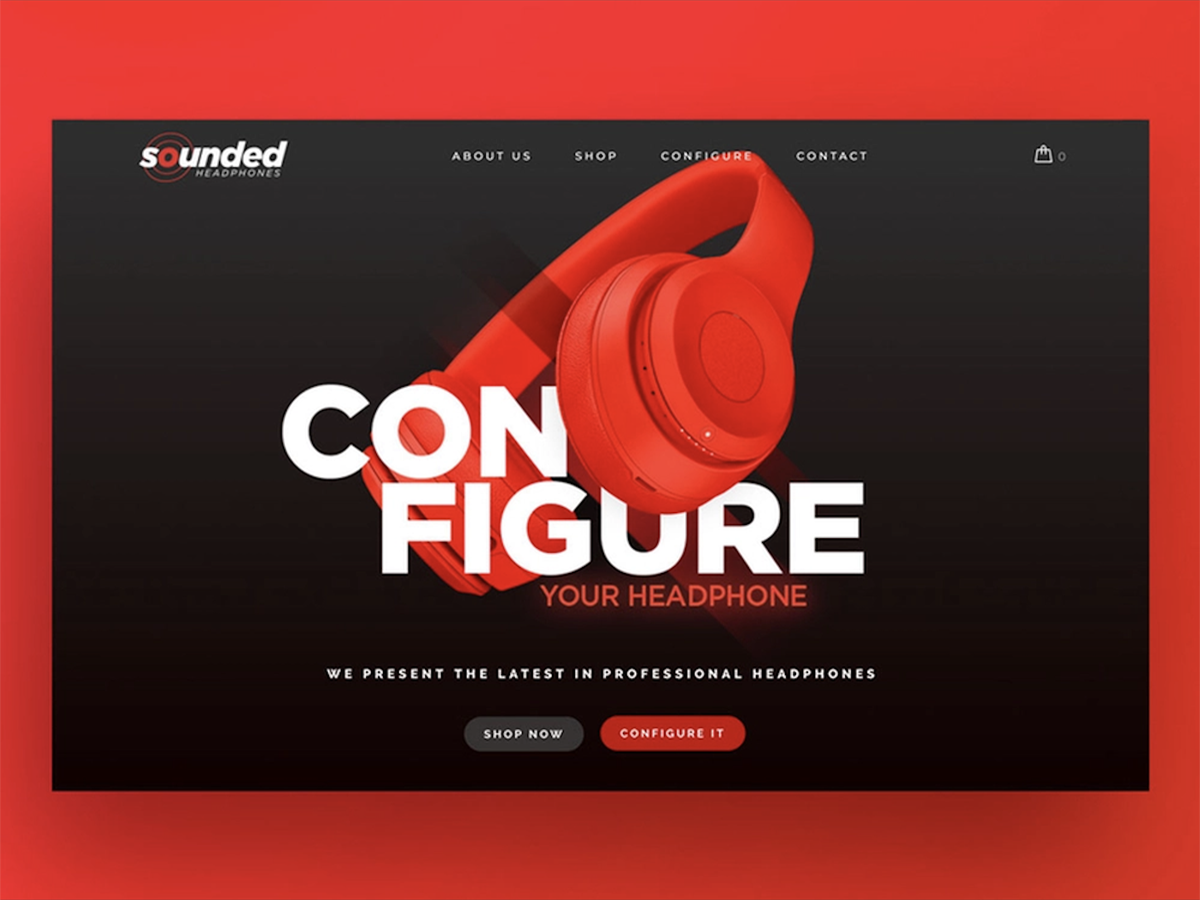 sounded
HEADPHONES
ABOUT US SHOP CONFIGURE CONTACT 0
CON
FIGURE
YOUR HEADPHONE
WE PRESENT THE LATEST IN PROFESSIONAL HEADPHONES
SHOP NOW CONFIGURE IT